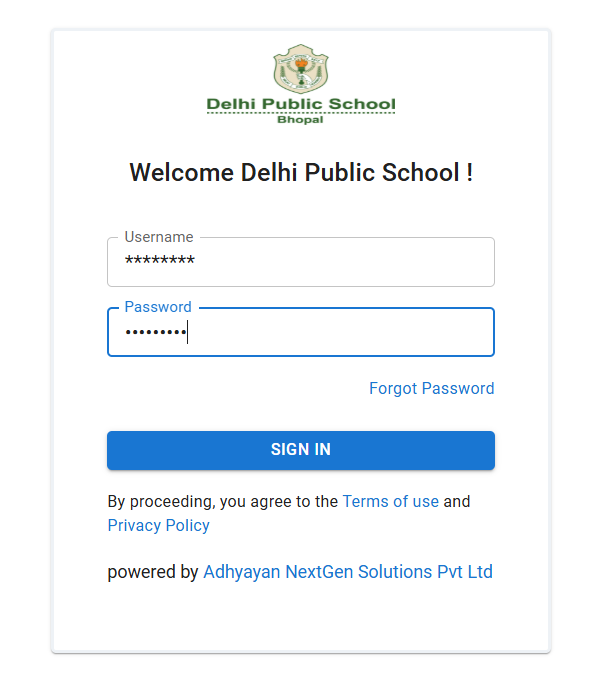 Delhi Public School
Bhopal
Welcome Delhi Public School !
Username
********
Password
•••••••••
Forgot Password
SIGN IN
By proceeding, you agree to the Terms of use and
Privacy Policy
powered by Adhyayan NextGen Solutions Pvt Ltd